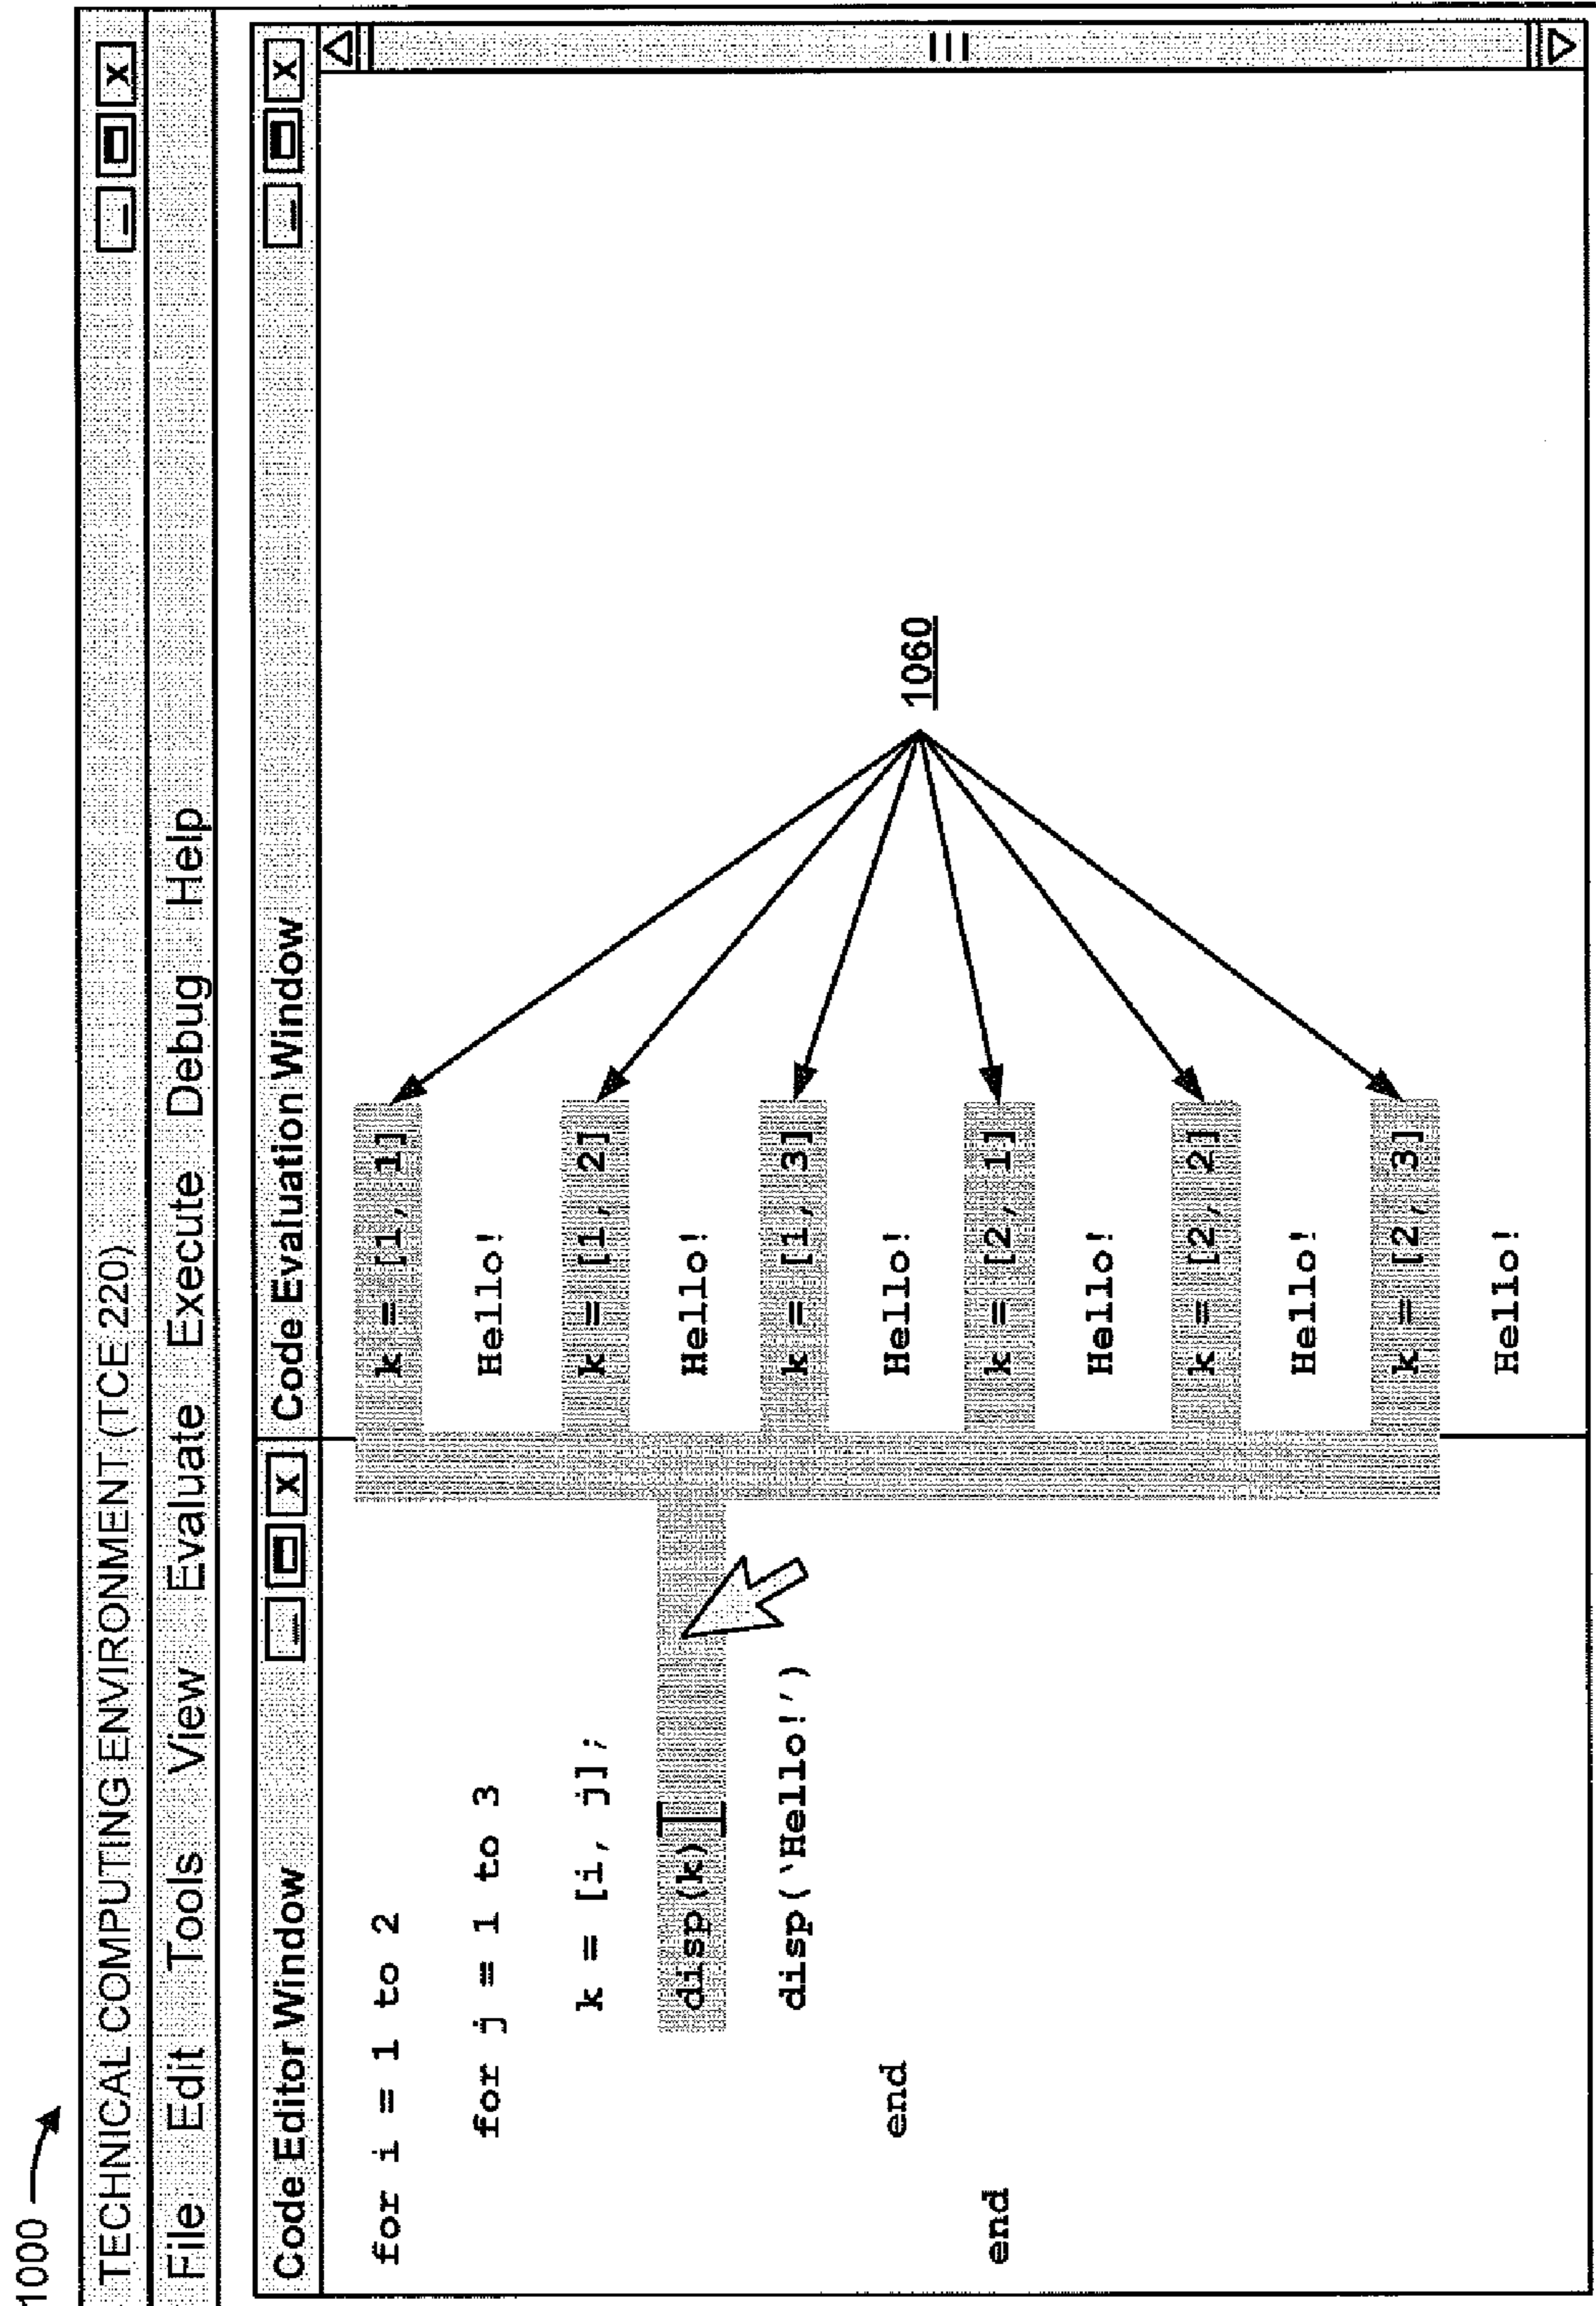 1000
TECHNICAL COMPUTING ENVIRONMENT (TCE 220)
File Edit Tools View Evaluate Execute Debug Help
Code Editor Window
for i = 1 to 2
for j = 1 to 3
k = [i, j];
disp(k)
disp(‵Hello!′)
end
end
Code Evaluation Window
k = [1, 1]
Hello!
k = [1, 2]
Hello!
k = [1, 3]
Hello!
k = [2, 1]
Hello!
k = [2, 2]
Hello!
k = [2, 3]
Hello!
1060